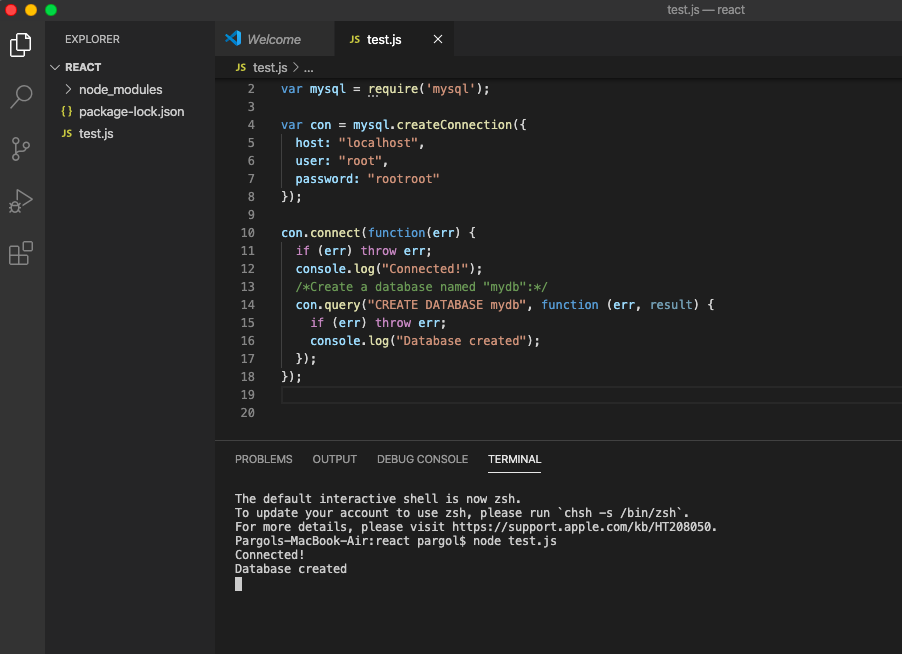 test.js — react
EXPLORER
REACT
node_modules
{} package-lock.json
JS test.js
Welcome
JS test.js
JS test.js > ...
2 var mysql = require('mysql');
3
4 var con = mysql.createConnection({
5 host: "localhost",
6 user: "root",
7 password: "rootroot"
8 });
9
10 con.connect(function(err) {
11 if (err) throw err;
12 console.log("Connected!");
13 /*Create a database named "mydb":*/
14 con.query("CREATE DATABASE mydb", function (err, result) {
15 if (err) throw err;
16 console.log("Database created");
17 });
18 });
19
20
PROBLEMS OUTPUT DEBUG CONSOLE TERMINAL
The default interactive shell is now zsh.
To update your account to use zsh, please run `chsh -s /bin/zsh`.
For more details, please visit https://support.apple.com/kb/HT208050.
Pargols-MacBook-Air:react pargol$ node test.js
Connected!
Database created